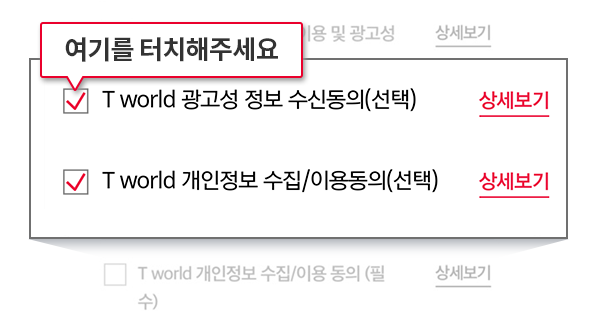 이용 및 광고성 상세보기
여기를 터치해주세요
T world 광고성 정보 수신동의(선택) 상세보기
T world 개인정보 수집/이용동의(선택) 상세보기
T world 개인정보 수집/이용 동의 (필 상세보기
수)